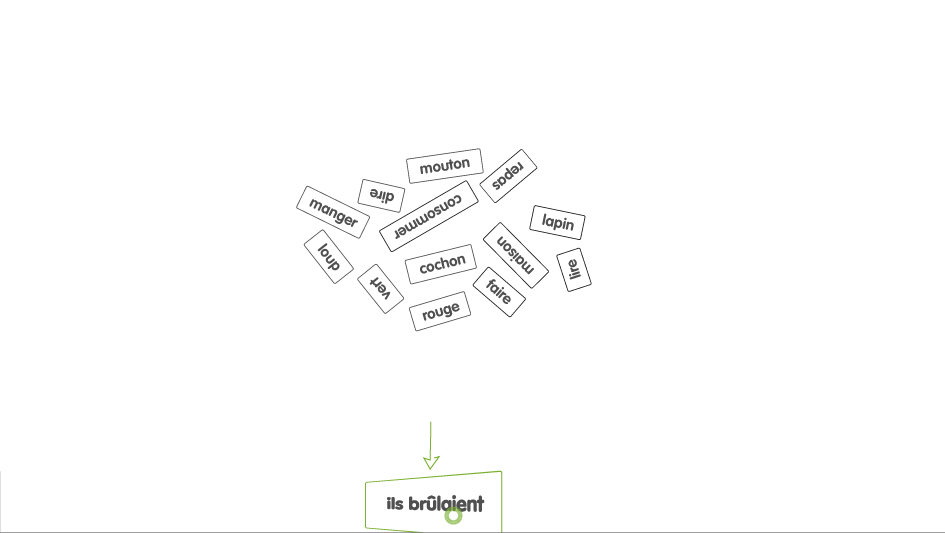 mouton
repas
dire
manger
consommer
lapin
loup
maison
cochon
lire
vert
faire
rouge
ils brûlaient